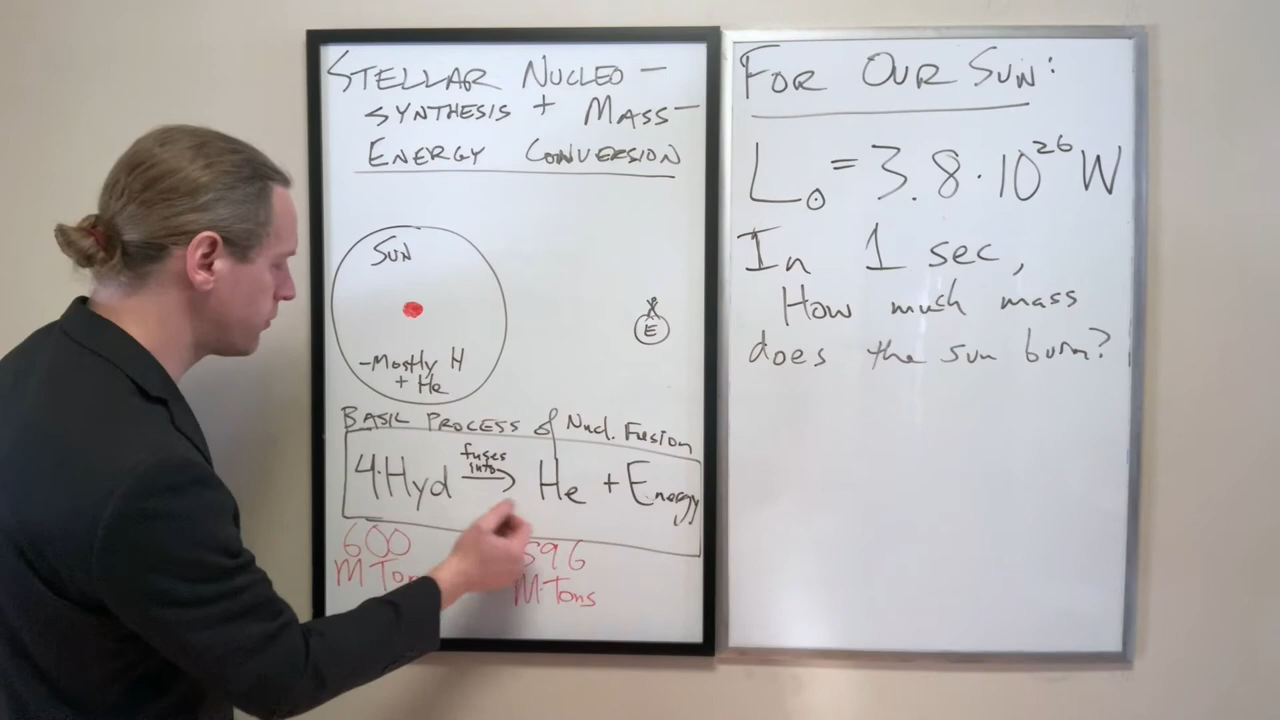 STELLAR NUCLEO-
SYNTHESIS + MASS-
ENERGY CONVERSION
SUN
-Mostly H
+ He
E
BASIC PROCESS of Nucl. Fusion
fuses
into
4·Hyd → He + Energy
600
M Ton
596
M·Tons
FOR OUR SUN:
L⊙ = 3.8·10²⁶ W
In 1 sec,
How much mass
does the sun burn?